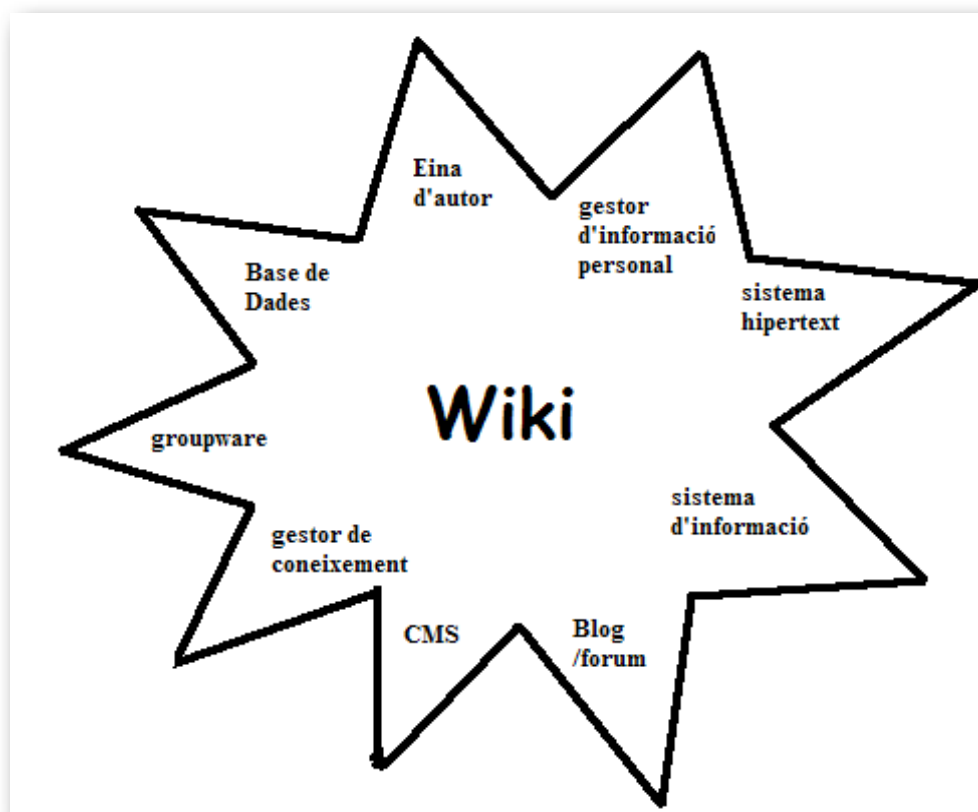 Eina
d'autor
gestor
d'informació
personal
Base de
Dades
sistema
hipertext
Wiki
groupware
sistema
d'informació
gestor de
coneixement
CMS
Blog
/forum